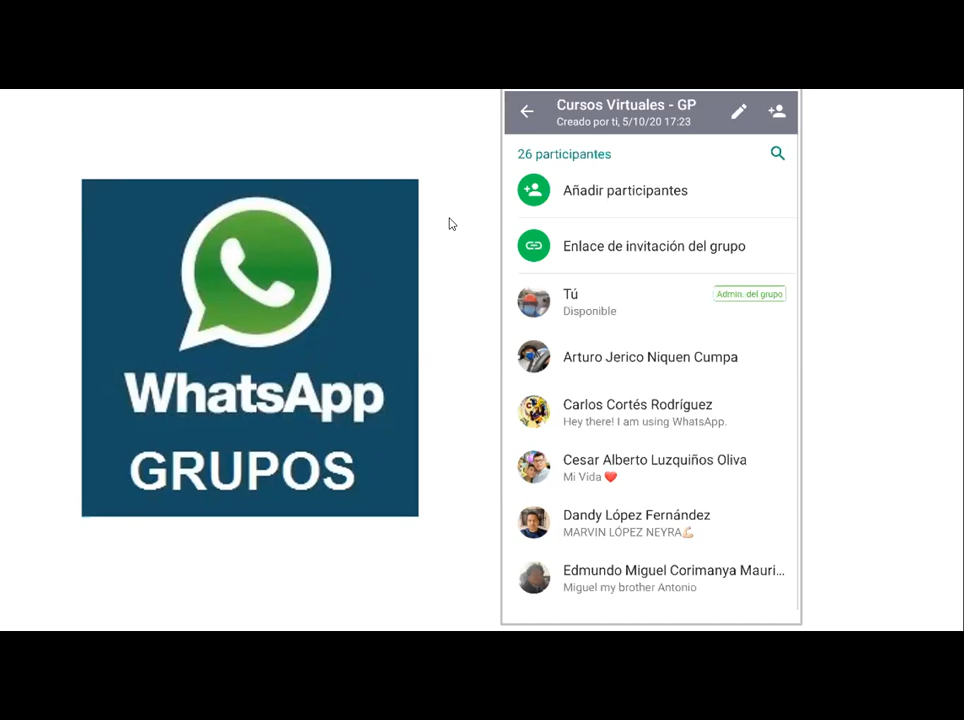 WhatsApp
GRUPOS
Cursos Virtuales - GP
Creado por ti, 5/10/20 17:23
26 participantes
Añadir participantes
Enlace de invitación del grupo
Tú
Admin. del grupo
Disponible
Arturo Jerico Niquen Cumpa
Carlos Cortés Rodríguez
Hey there! I am using WhatsApp.
Cesar Alberto Luzquiños Oliva
Mi Vida ❤️
Dandy López Fernández
MARVIN LÓPEZ NEYRA💪🏻
Edmundo Miguel Corimanya Mauri...
Miguel my brother Antonio